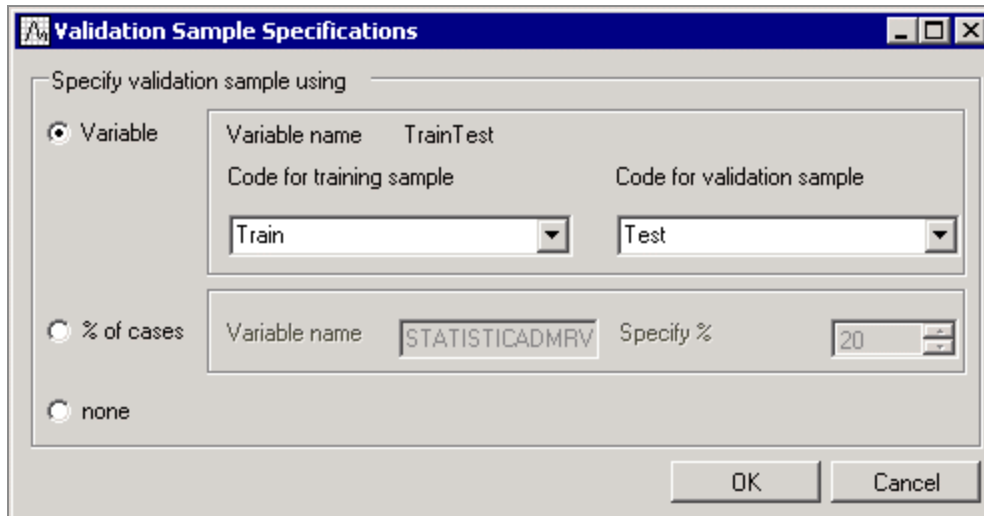 Validation Sample Specifications
Specify validation sample using
Variable
Variable name TrainTest
Code for training sample Code for validation sample
Train Test
% of cases Variable name STATISTICADMRV Specify % 20
none
OK Cancel